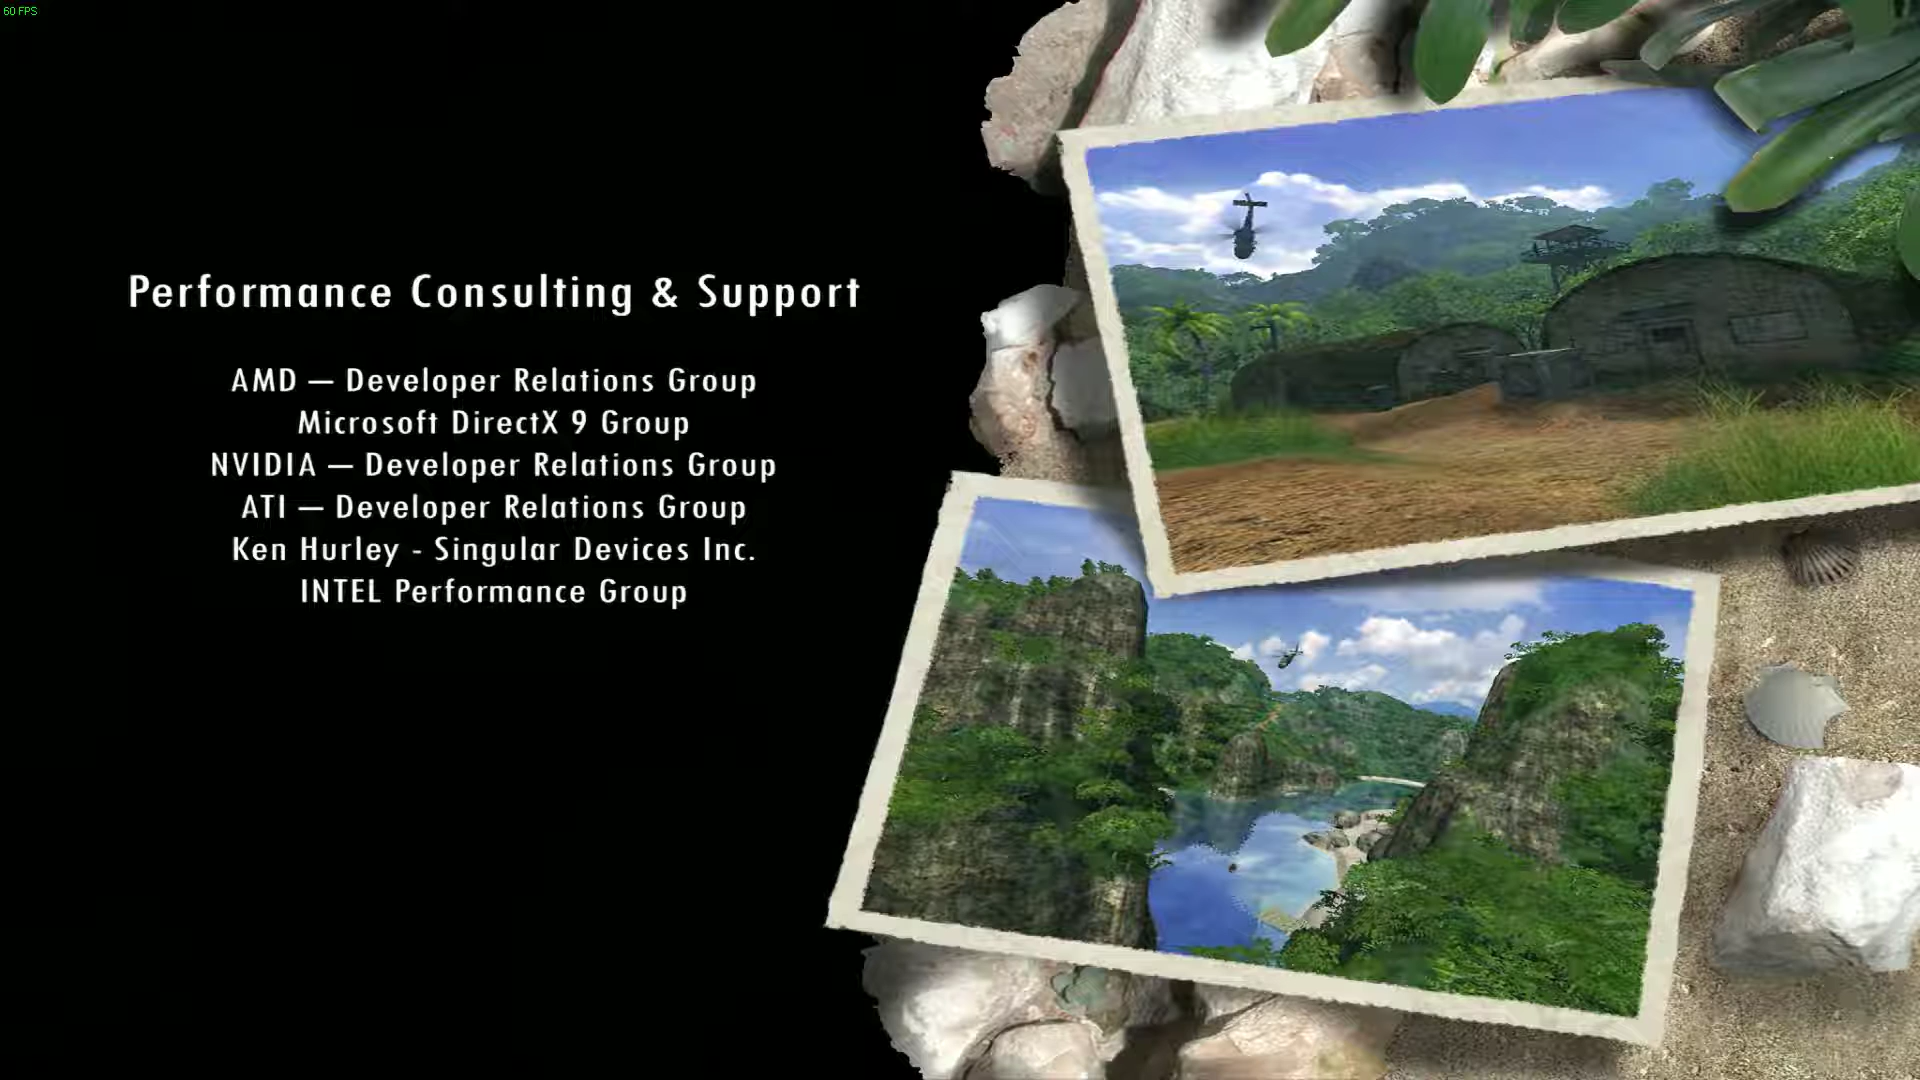 60 FPS
Performance Consulting & Support
AMD — Developer Relations Group
Microsoft DirectX 9 Group
NVIDIA — Developer Relations Group
ATI — Developer Relations Group
Ken Hurley - Singular Devices Inc.
INTEL Performance Group